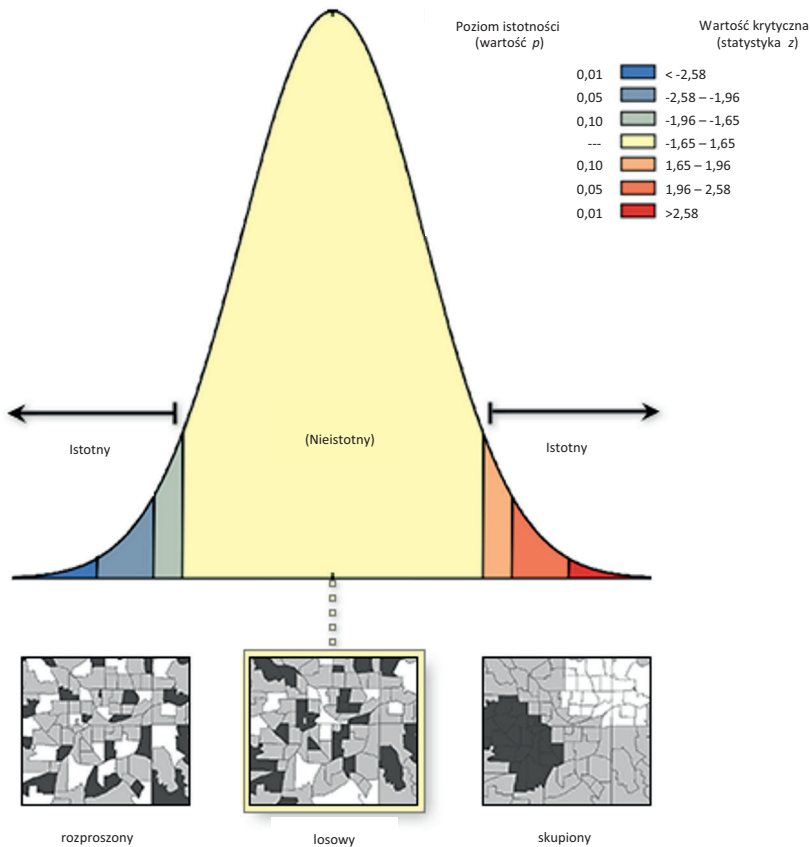 Poziom istotności
(wartość p)
Wartość krytyczna
(statystyka z)
0,01 < -2,58
0,05 -2,58 – -1,96
0,10 -1,96 – -1,65
--- -1,65 – 1,65
0,10 1,65 – 1,96
0,05 1,96 – 2,58
0,01 >2,58
Istotny
(Nieistotny)
Istotny
rozproszony
losowy
skupiony